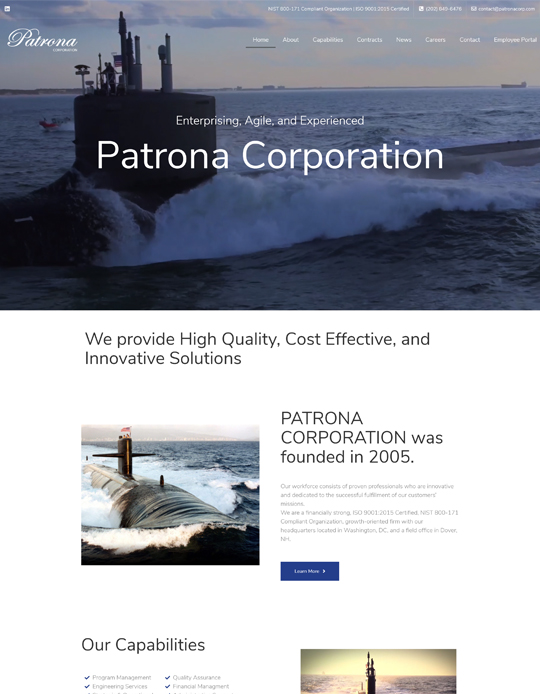 NIST 800-171 Compliant Organization | ISO 9001:2015 Certified
contact@patronacorp.com
Patrona
CORPORATION
Home About Capabilities Contracts News Careers Contact Employee Portal
Enterprising, Agile, and Experienced
Patrona Corporation
We provide High Quality, Cost Effective, and
Innovative Solutions
PATRONA
CORPORATION was
founded in 2005.
Our workforce consists of proven professionals who are innovative
and dedicated to the successful fulfillment of our customers'
missions.
We are a financially strong, ISO 9001:2015 Certified, NIST 800-171
Compliant Organization, growth-oriented firm with our
headquarters located in Washington, DC, and a field office in Dover,
NH.
Learn More
Our Capabilities
Program Management
Engineering Services
Quality Assurance
Financial Managment